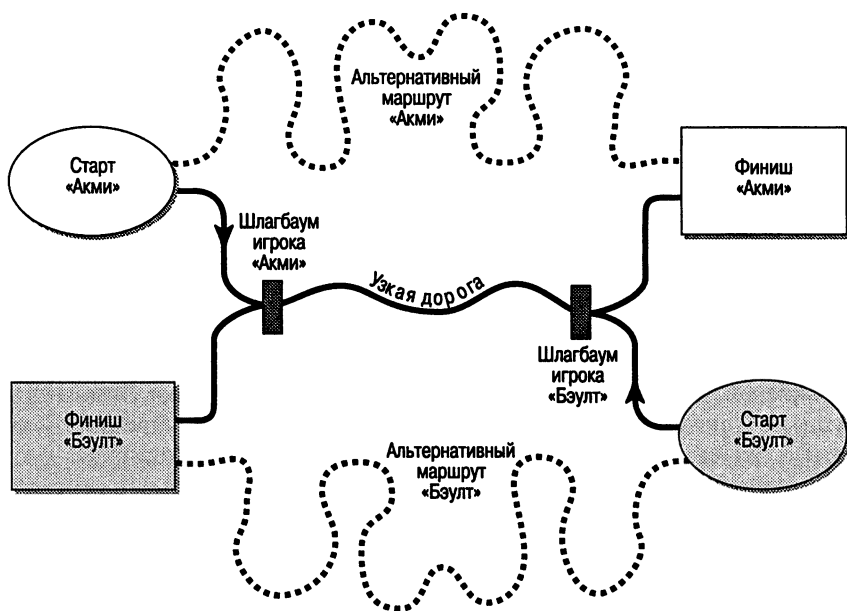 Альтернативный
маршрут
«Акми»
Старт
«Акми»
Финиш
«Акми»
Шлагбаум
игрока
«Акми»
Узкая дорога
Шлагбаум
игрока
«Бэулт»
Финиш
«Бэулт»
Альтернативный
маршрут
«Бэулт»
Старт
«Бэулт»